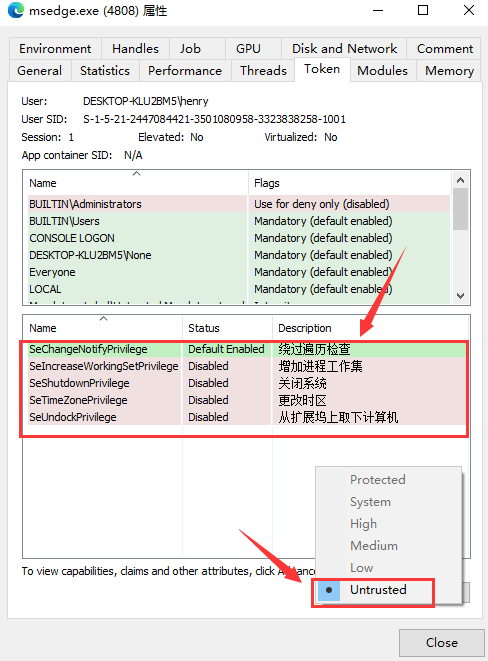 msedge.exe (4808) 属性
Environment Handles Job GPU Disk and Network Comment
General Statistics Performance Threads Token Modules Memory
User: DESKTOP-KLU2BM5\henry
User SID: S-1-5-21-2447084421-3501080958-3323838258-1001
Session: 1 Elevated: No Virtualized: No
App container SID: N/A
Name Flags
BUILTIN\Administrators Use for deny only (disabled)
BUILTIN\Users Mandatory (default enabled)
CONSOLE LOGON Mandatory (default enabled)
DESKTOP-KLU2BM5\None Mandatory (default enabled)
Everyone Mandatory (default enabled)
LOCAL Mandatory (default enabled)
Name Status Description
SeChangeNotifyPrivilege Default Enabled 绕过遍历检查
SeIncreaseWorkingSetPrivilege Disabled 增加进程工作集
SeShutdownPrivilege Disabled 关闭系统
SeTimeZonePrivilege Disabled 更改时区
SeUndockPrivilege Disabled 从扩展坞上取下计算机
Protected
System
High
Medium
Low
Untrusted
To view capabilities, claims and other attributes, click Advance
Close